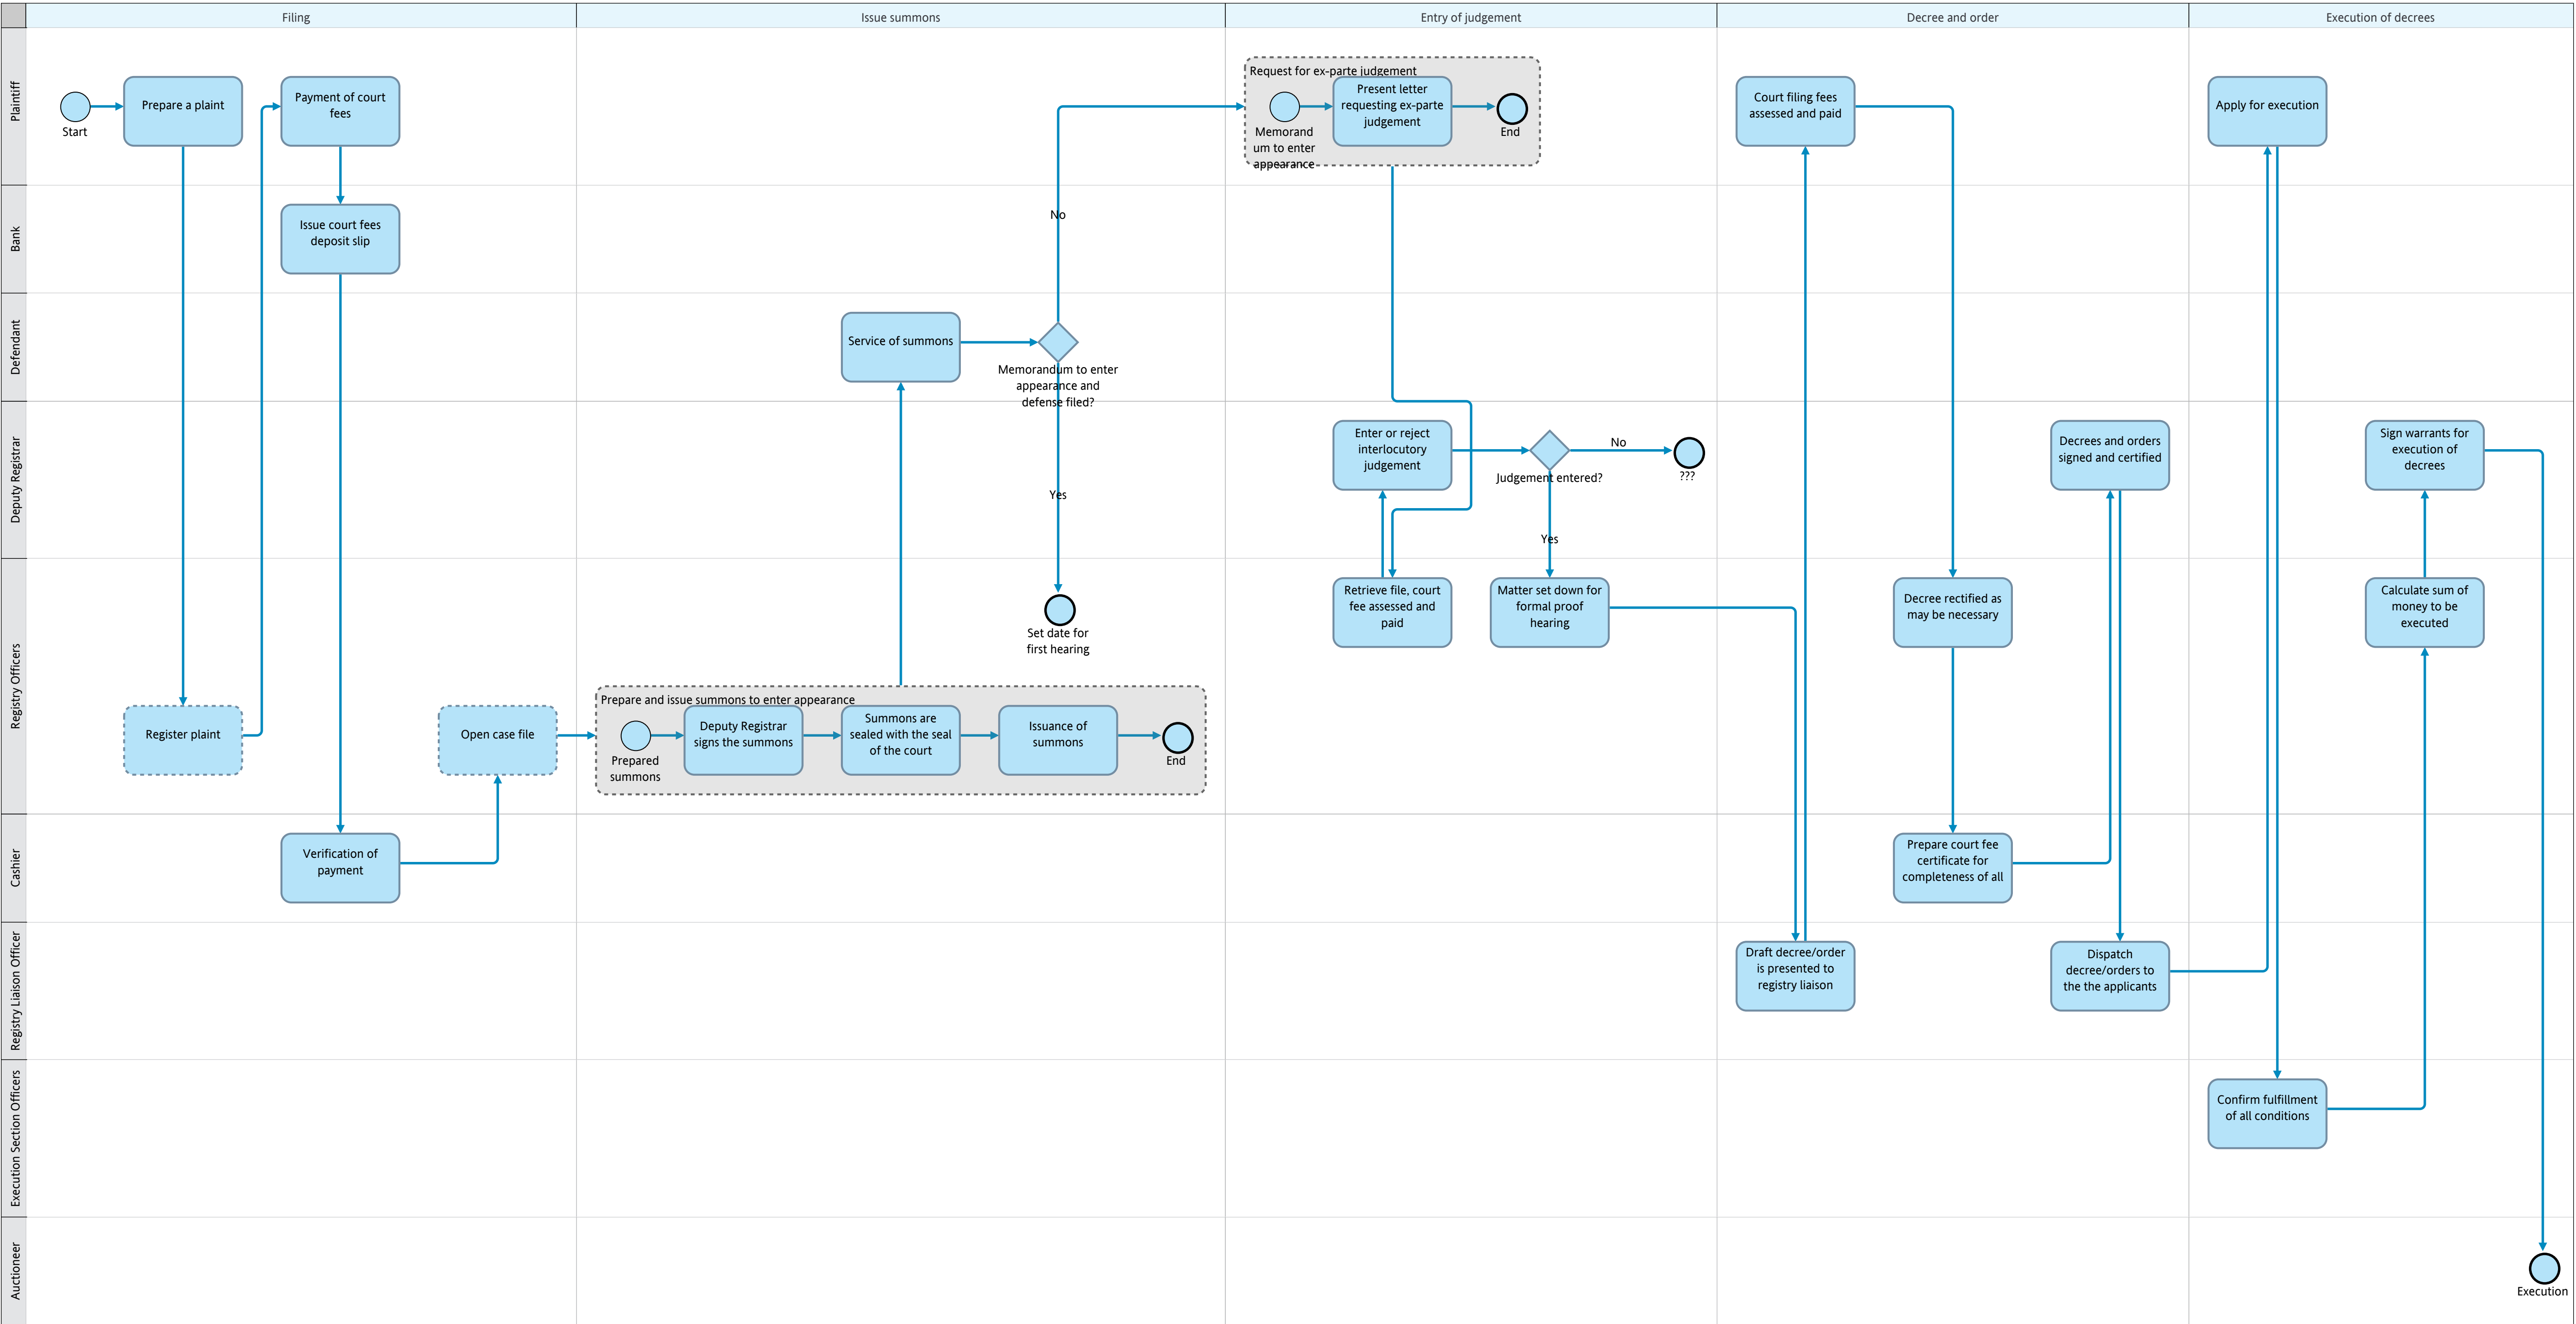 Filing
Issue summons
Entry of judgement
Decree and order
Execution of decrees
Plaintiff
Start
Prepare a plaint
Payment of court
fees
Request for ex-parte judgement
Memorand
um to enter
appearance
Present letter
requesting ex-parte
judgement
End
Court filing fees
assessed and paid
Apply for execution
Bank
Issue court fees
deposit slip
No
Defendant
Service of summons
Memorandum to enter
appearance and
defense filed?
Deputy Registrar
Yes
Enter or reject
interlocutory
judgement
Judgement entered?
No
???
Yes
Decrees and orders
signed and certified
Sign warrants for
execution of
decrees
Registry Officers
Register plaint
Open case file
Set date for
first hearing
Prepare and issue summons to enter appearance
Prepared
summons
Deputy Registrar
signs the summons
Summons are
sealed with the seal
of the court
Issuance of
summons
End
Retrieve file, court
fee assessed and
paid
Matter set down for
formal proof
hearing
Decree rectified as
may be necessary
Calculate sum of
money to be
executed
Cashier
Verification of
payment
Prepare court fee
certificate for
completeness of all
Registry Liaison Officer
Draft decree/order
is presented to
registry liaison
Dispatch
decree/orders to
the the applicants
Execution Section Officers
Confirm fulfillment
of all conditions
Auctioneer
Execution